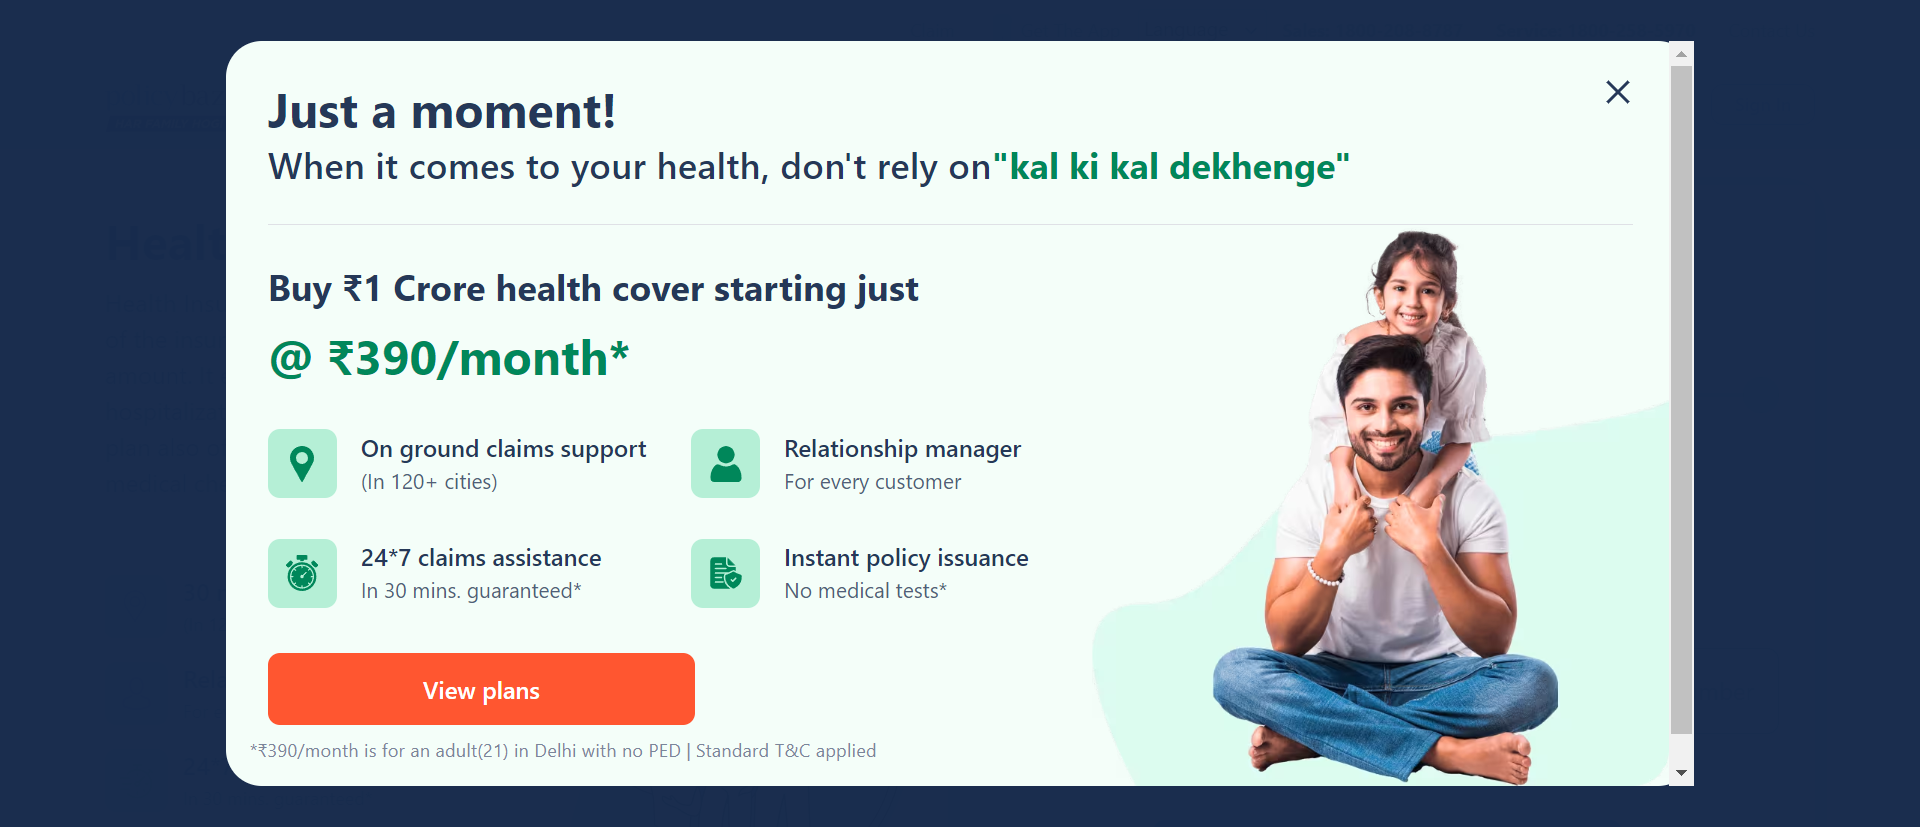 Just a moment!
When it comes to your health, don't rely on"kal ki kal dekhenge"
Buy ₹1 Crore health cover starting just
@ ₹390/month*
On ground claims support
(In 120+ cities)
Relationship manager
For every customer
24*7 claims assistance
In 30 mins. guaranteed*
Instant policy issuance
No medical tests*
View plans
*₹390/month is for an adult(21) in Delhi with no PED | Standard T&C applied